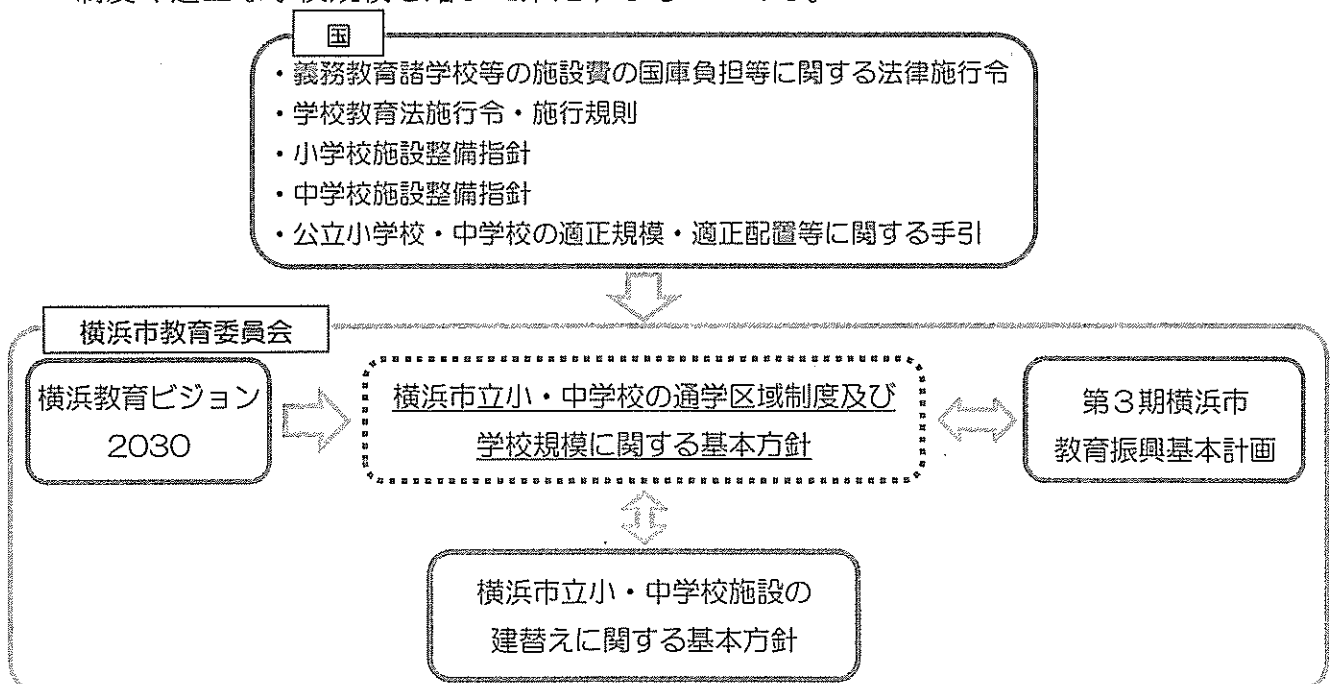 国
・義務教育諸学校等の施設費の国庫負担等に関する法律施行令
・学校教育法施行令・施行規則
・小学校施設整備指針
・中学校施設整備指針
・公立小学校・中学校の適正規模・適正配置等に関する手引
横浜市教育委員会
横浜教育ビジョン
2030
横浜市立小・中学校の通学区域制度及び
学校規模に関する基本方針
第3期横浜市
教育振興基本計画
横浜市立小・中学校施設の
建替えに関する基本方針